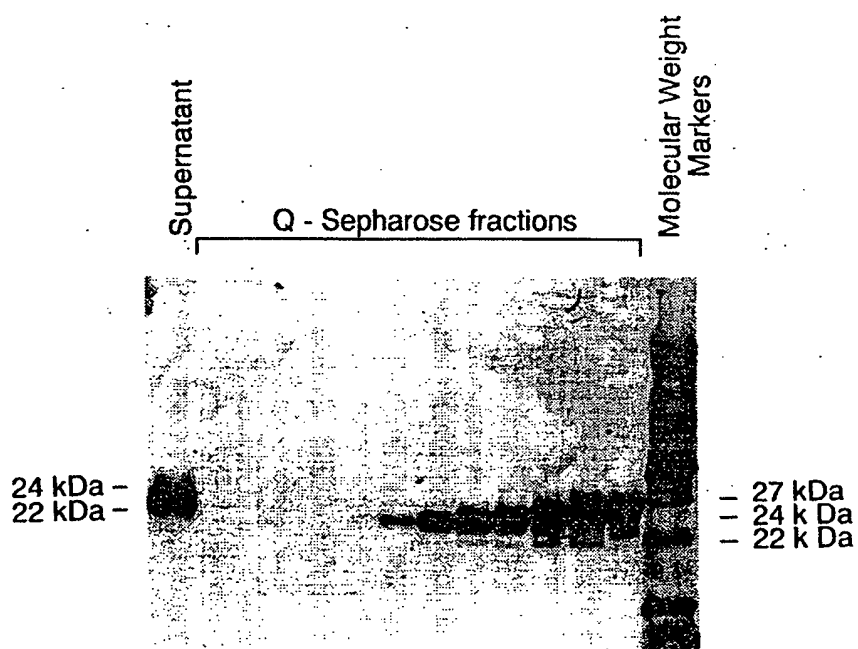 Supernatant
Q - Sepharose fractions
Molecular Weight
Markers
24 kDa –
22 kDa –
– 27 kDa
– 24 k Da
– 22 k Da